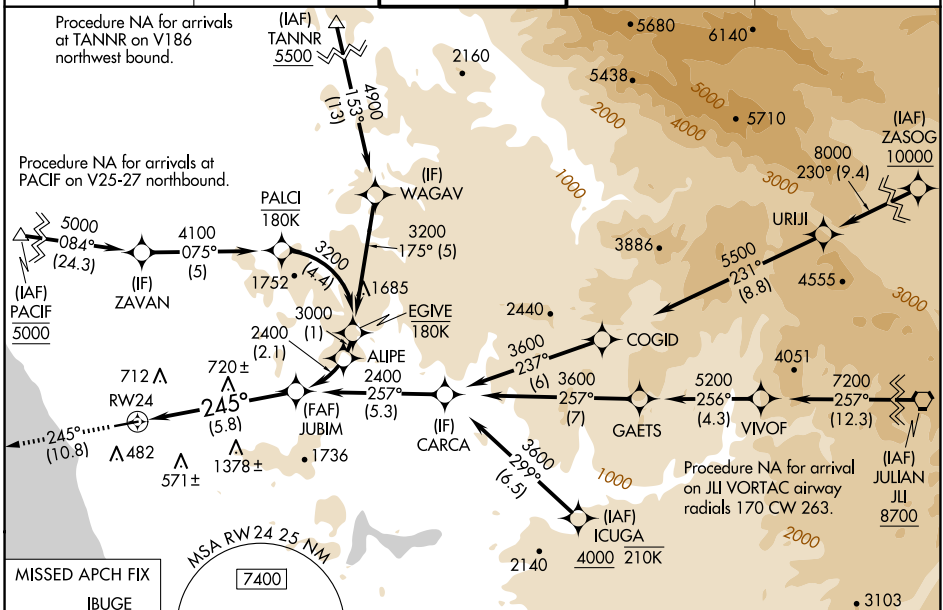 Procedure NA for arrivals
at TANNR on V186
northwest bound.
(IAF)
TANNR
5500
4900
153°
(13)
2160
5680
6140
5438
5000
5710
2000
4000
1000
3000
(IAF)
ZASOG
10000
8000
230° (9.4)
Procedure NA for arrivals at
PACIF on V25-27 northbound.
(IF)
WAGAV
PALCI
180K
URIJI
5000
084°
(24.3)
4100
075°
(5)
3200
(4.4)
3200
175° (5)
3886
5500
231°
(8.8)
4555
3000
(IAF)
PACIF
5000
(IF)
ZAVAN
1752
1685
3000
(1)
EGIVE
180K
2440
2400
(2.1)
ALIPE
COGID
3600
237°
(6)
4051
712
720±
RW24
245°
(5.8)
2400
257°
(5.3)
3600
257°
(7)
5200
256°
(4.3)
7200
257°
(12.3)
(FAF)
JUBIM
(IF)
CARCA
GAETS
VIVOF
245°
(10.8)
482
571±
1378±
1736
3600
299°
(6.5)
1000
Procedure NA for arrival
on JLI VORTAC airway
radials 170 CW 263.
(IAF)
JULIAN
JLI
8700
(IAF)
ICUGA
4000 210K
2140
2000
MSA RW24 25 NM
7400
MISSED APCH FIX
IBUGE
3103